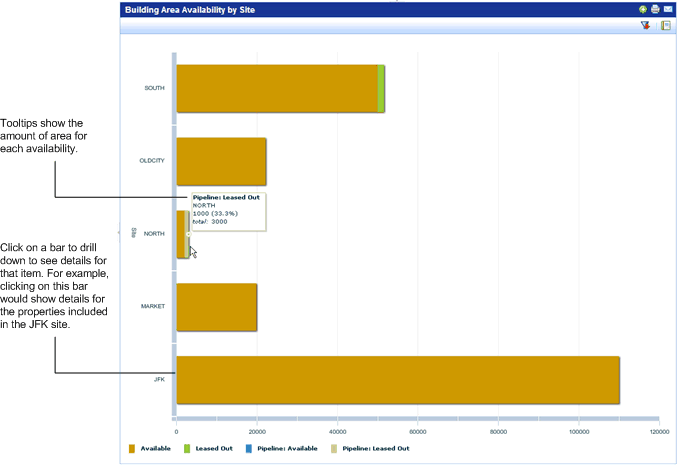 Building Area Availability by Site
SOUTH
Tooltips show the
amount of area for
each availability.
OLDCITY
Pipeline: Leased Out
NORTH
1000 (33.3%)
total: 3000
Site
NORTH
Click on a bar to drill
down to see details for
that item. For example,
clicking on this bar
would show details for
the properties included
in the JFK site.
MARKET
JFK
0 20000 40000 60000 80000 100000 120000
Available Leased Out Pipeline: Available Pipeline: Leased Out